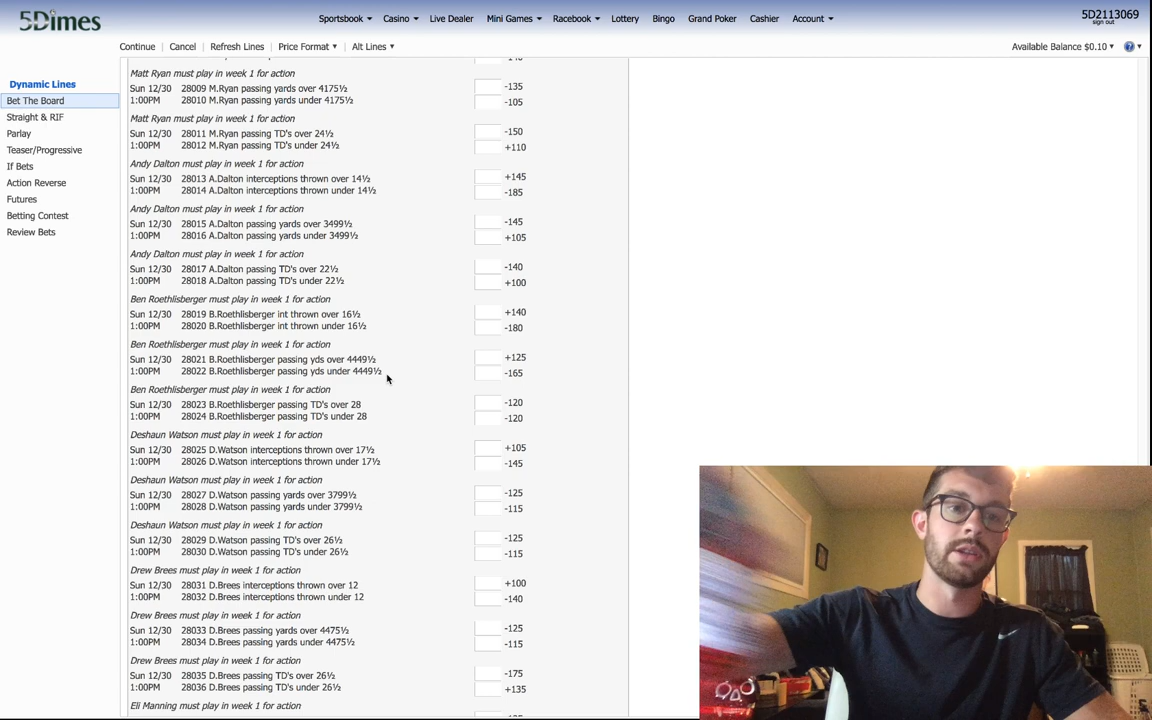 5Dimes
Sportsbook Casino Live Dealer Mini Games Racebook Lottery Bingo Grand Poker Cashier Account
5D2113069
sign out
Continue | Cancel | Refresh Lines | Price Format | Alt Lines
Available Balance $0.10
?
Dynamic Lines
Bet The Board
Straight & RIF
Parlay
Teaser/Progressive
If Bets
Action Reverse
Futures
Betting Contest
Review Bets
Matt Ryan must play in week 1 for action
Sun 12/30 28009 M.Ryan passing yards over 4175½ -135
1:00PM 28010 M.Ryan passing yards under 4175½ -105
Matt Ryan must play in week 1 for action
Sun 12/30 28011 M.Ryan passing TD's over 24½ -150
1:00PM 28012 M.Ryan passing TD's under 24½ +110
Andy Dalton must play in week 1 for action
Sun 12/30 28013 A.Dalton interceptions thrown over 14½ +145
1:00PM 28014 A.Dalton interceptions thrown under 14½ -185
Andy Dalton must play in week 1 for action
Sun 12/30 28015 A.Dalton passing yards over 3499½ -145
1:00PM 28016 A.Dalton passing yards under 3499½ +105
Andy Dalton must play in week 1 for action
Sun 12/30 28017 A.Dalton passing TD's over 22½ -140
1:00PM 28018 A.Dalton passing TD's under 22½ +100
Ben Roethlisberger must play in week 1 for action
Sun 12/30 28019 B.Roethlisberger int thrown over 16½ +140
1:00PM 28020 B.Roethlisberger int thrown under 16½ -180
Ben Roethlisberger must play in week 1 for action
Sun 12/30 28021 B.Roethlisberger passing yds over 4449½ +125
1:00PM 28022 B.Roethlisberger passing yds under 4449½ -165
Ben Roethlisberger must play in week 1 for action
Sun 12/30 28023 B.Roethlisberger passing TD's over 28 -120
1:00PM 28024 B.Roethlisberger passing TD's under 28 -120
Deshaun Watson must play in week 1 for action
Sun 12/30 28025 D.Watson interceptions thrown over 17½ +105
1:00PM 28026 D.Watson interceptions thrown under 17½ -145
Deshaun Watson must play in week 1 for action
Sun 12/30 28027 D.Watson passing yards over 3799½ -125
1:00PM 28028 D.Watson passing yards under 3799½ -115
Deshaun Watson must play in week 1 for action
Sun 12/30 28029 D.Watson passing TD's over 26½ -125
1:00PM 28030 D.Watson passing TD's under 26½ -115
Drew Brees must play in week 1 for action
Sun 12/30 28031 D.Brees interceptions thrown over 12 +100
1:00PM 28032 D.Brees interceptions thrown under 12 -140
Drew Brees must play in week 1 for action
Sun 12/30 28033 D.Brees passing yards over 4475½ -125
1:00PM 28034 D.Brees passing yards under 4475½ -115
Drew Brees must play in week 1 for action
Sun 12/30 28035 D.Brees passing TD's over 26½ -175
1:00PM 28036 D.Brees passing TD's under 26½ +135
Eli Manning must play in week 1 for action